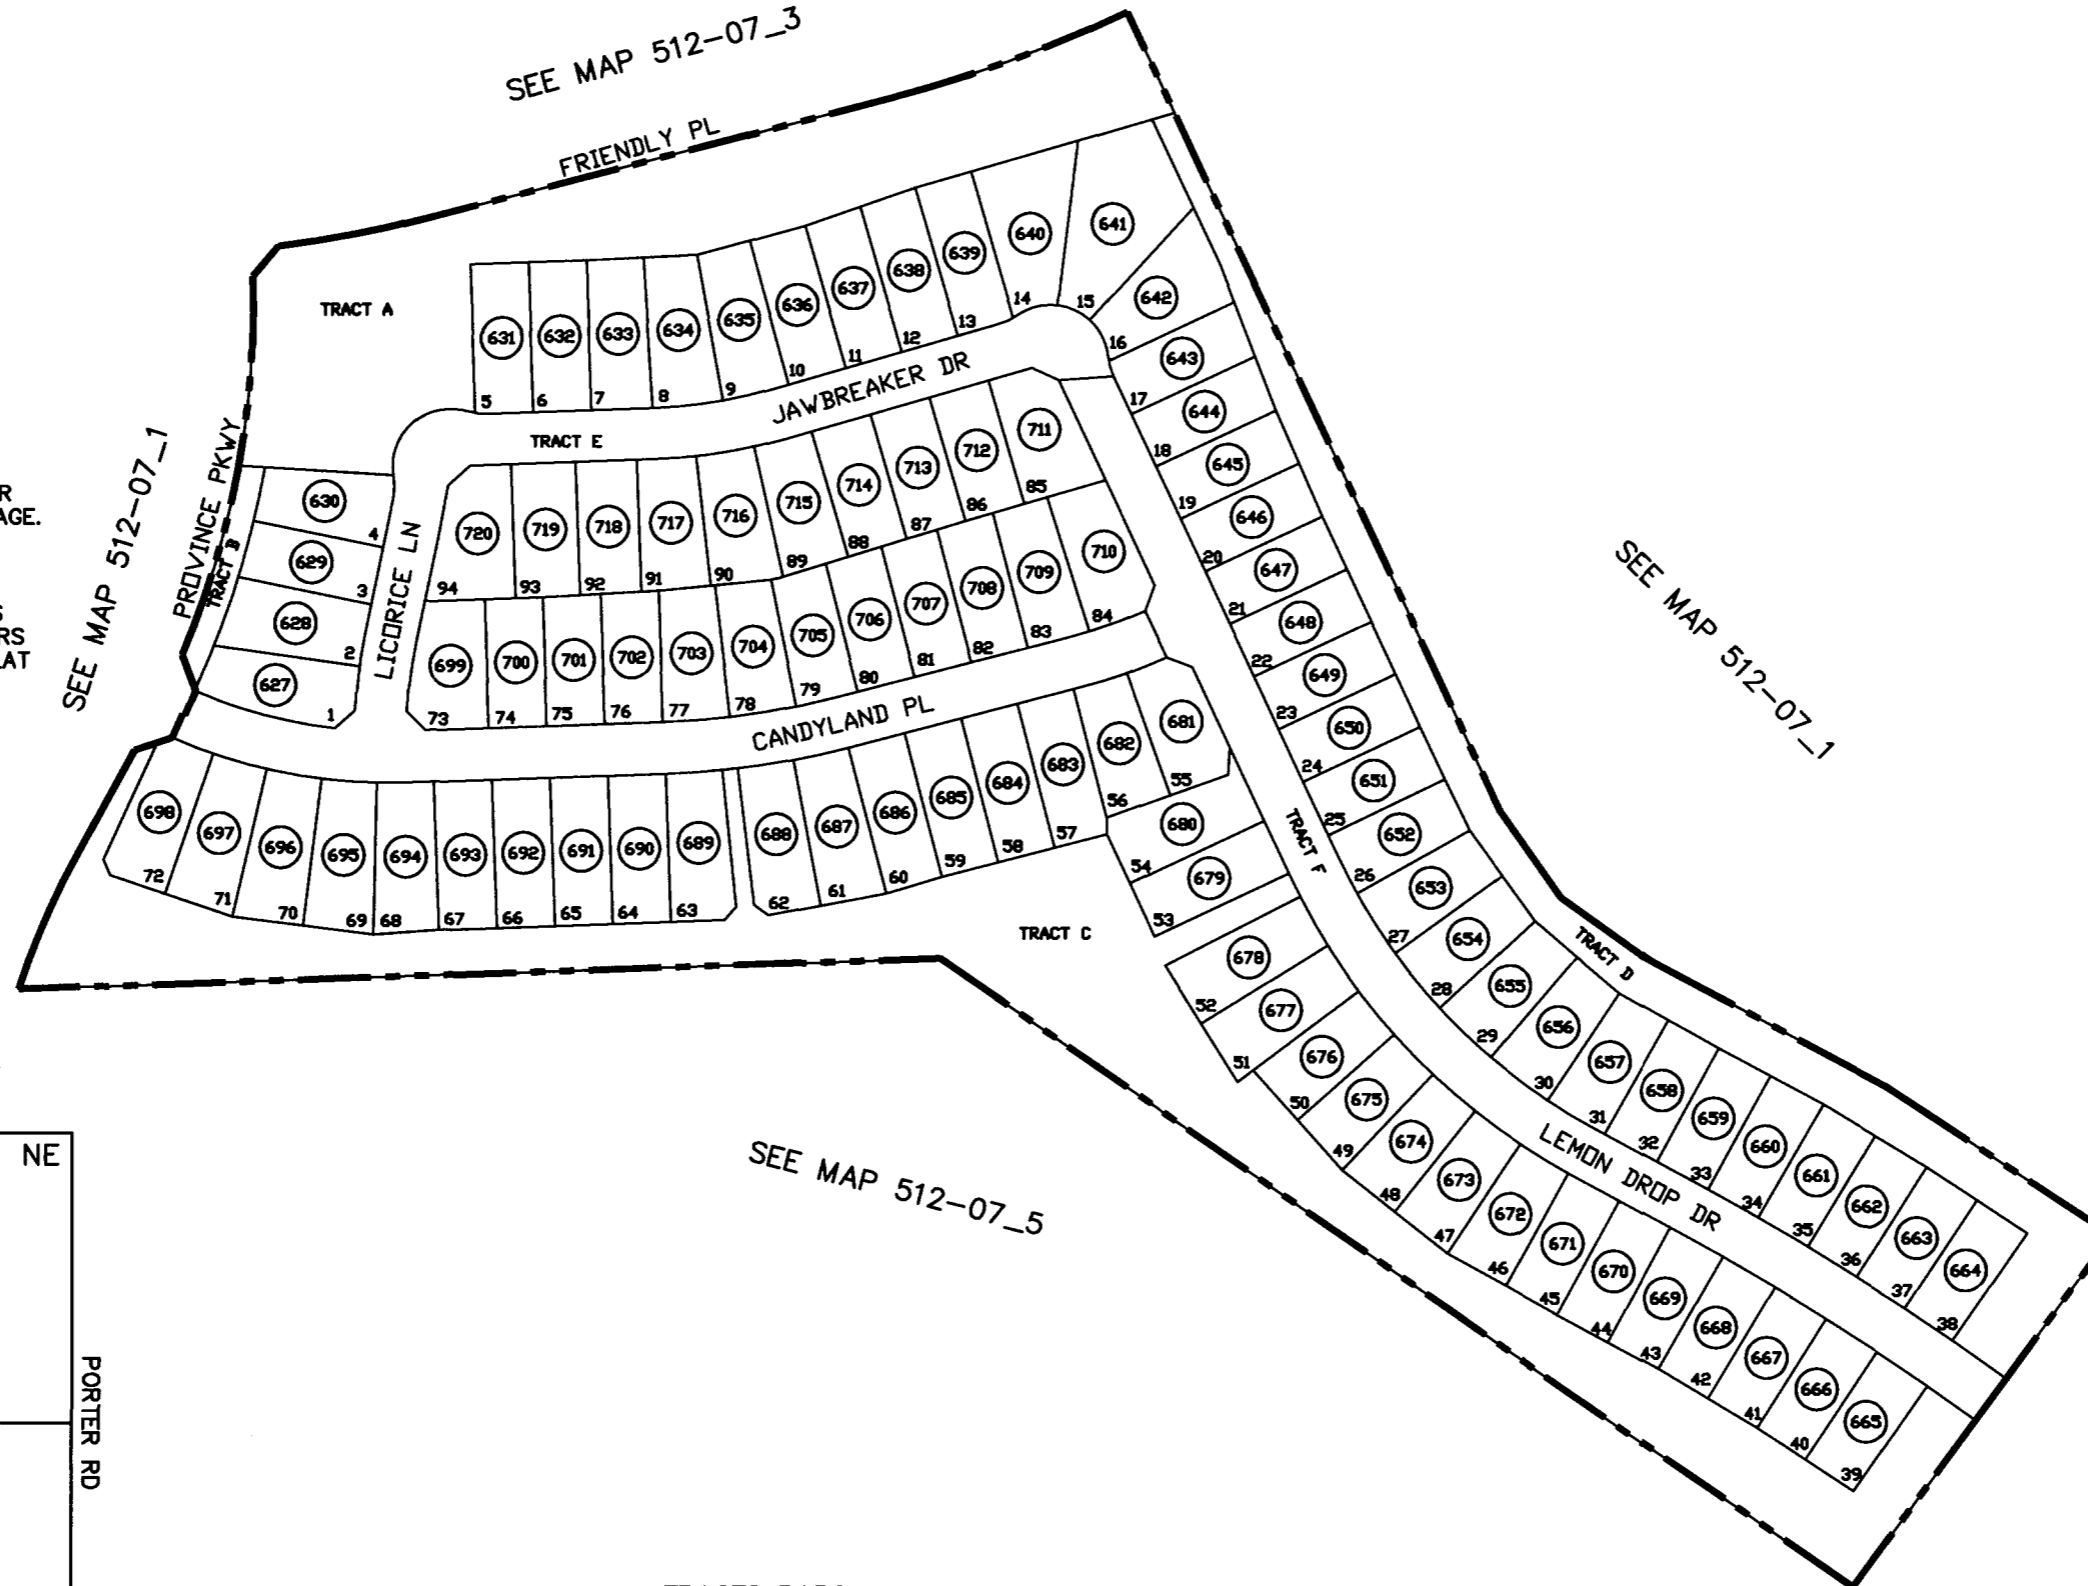 SEE MAP 512-07_3
FRIENDLY PL
TRACT A
SEE MAP 512-07_1
PROVINCE PKWY
TRACT B
R
AGE.
S
RS
LAT
631 632 633 634 635 636 637 638 639 640 641 642
5 6 7 8 9 10 11 12 13 14 15 16
JAWBREAKER DR
TRACT E
630 629 628 627
4 3 2 1
LICORICE LN
720 719 718 717 716 715 714 713 712 711
94 93 92 91 90 89 88 87 86 85
699 700 701 702 703 704 705 706 707 708 709 710
73 74 75 76 77 78 79 80 81 82 83 84
CANDYLAND PL
698 697 696 695 694 693 692 691 690 689 688 687 686 685 684 683 682 681
72 71 70 69 68 67 66 65 64 63 62 61 60 59 58 57 56 55
643 644 645 646 647 648 649 650 651 652 653 654 655 656 657 658 659 660 661 662 663 664
17 18 19 20 21 22 23 24 25 26 27 28 29 30 31 32 33 34 35 36 37 38
SEE MAP 512-07_1
TRACT F
TRACT D
TRACT C
680 679 678 677 676 675 674 673 672 671 670 669 668 667 666 665
54 53 52 51 50 49 48 47 46 45 44 43 42 41 40 39
LEMON DROP DR
SEE MAP 512-07_5
NE
PORTER RD